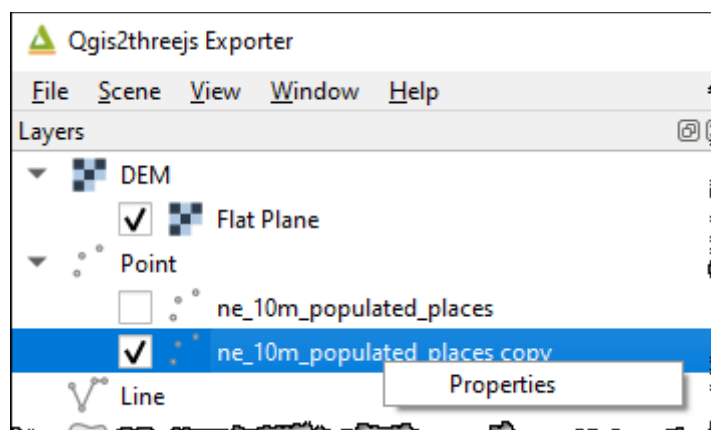 Qgis2threejs Exporter
File Scene View Window Help
Layers
DEM
Flat Plane
Point
ne_10m_populated_places
ne_10m_populated_places copy
Properties
Line